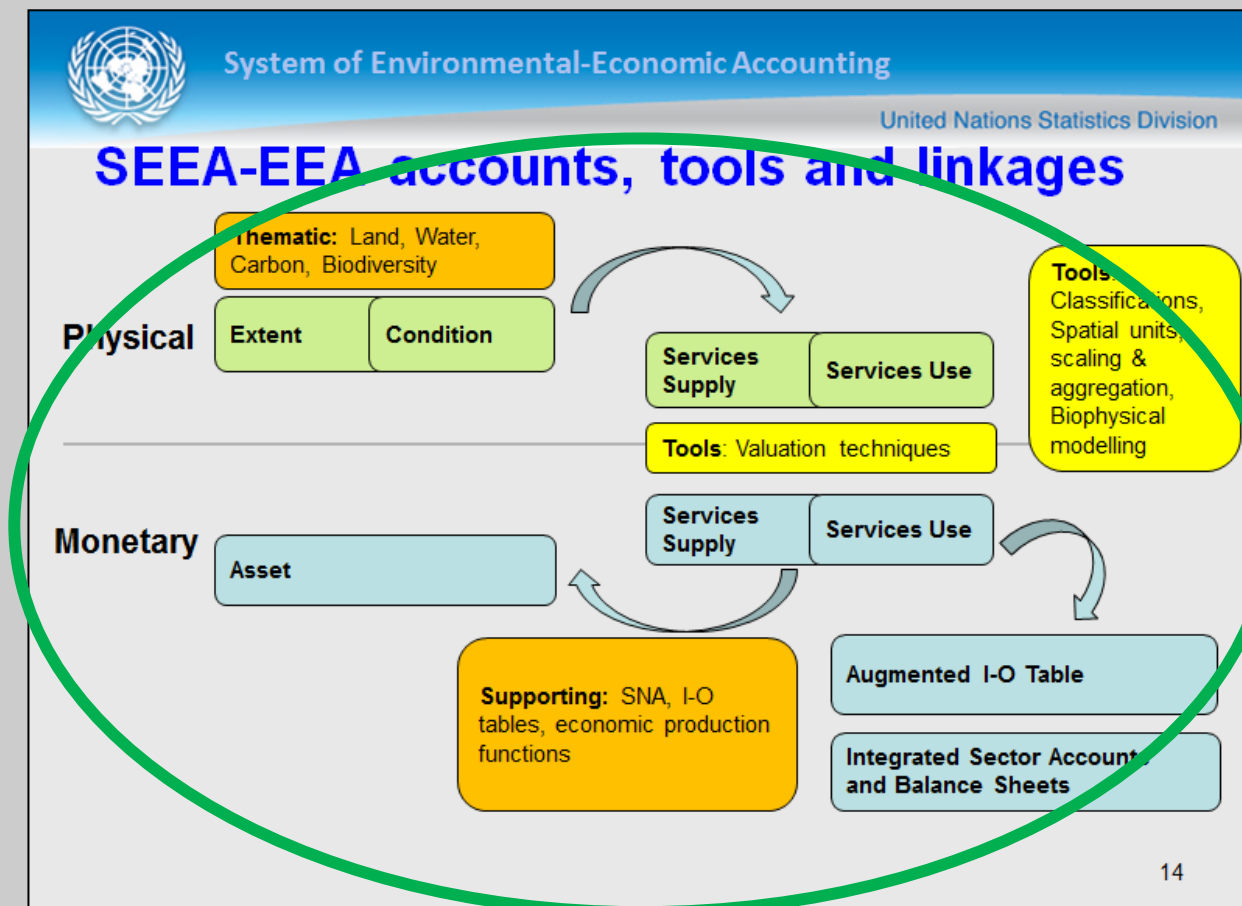 System of Environmental-Economic Accounting
United Nations Statistics Division
SEEA-EEA accounts, tools and linkages
Thematic: Land, Water,
Carbon, Biodiversity
Physical
Extent
Condition
Services
Supply
Services Use
Tools:
Classifications,
Spatial units,
scaling &
aggregation,
Biophysical
modelling
Tools: Valuation techniques
Monetary
Asset
Services
Supply
Services Use
Supporting: SNA, I-O
tables, economic production
functions
Augmented I-O Table
Integrated Sector Accounts
and Balance Sheets
14